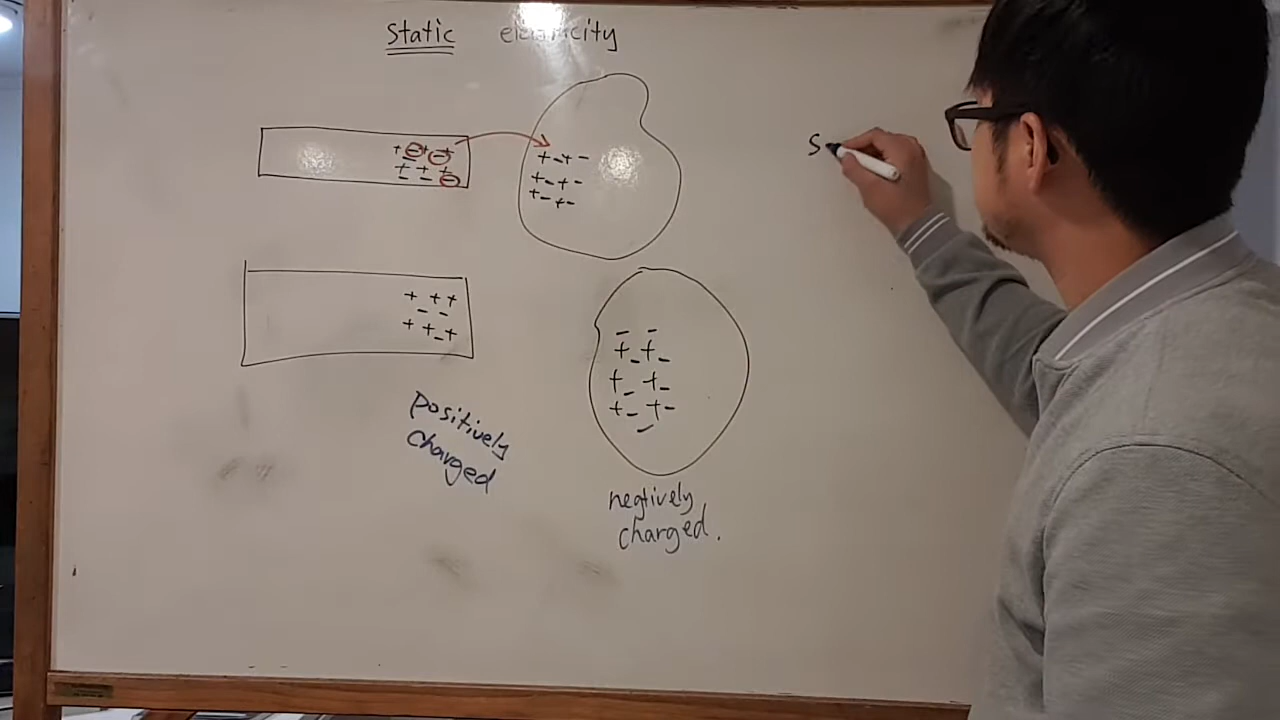 Static electricity
+ - - +
+ + +
- - -
+ - + -
+ - + -
+ - + -
S
+ + +
- -
+ + +
-
- -
+ - + -
+ - + -
+ - + -
-
Positively
charged
negtively
charged.